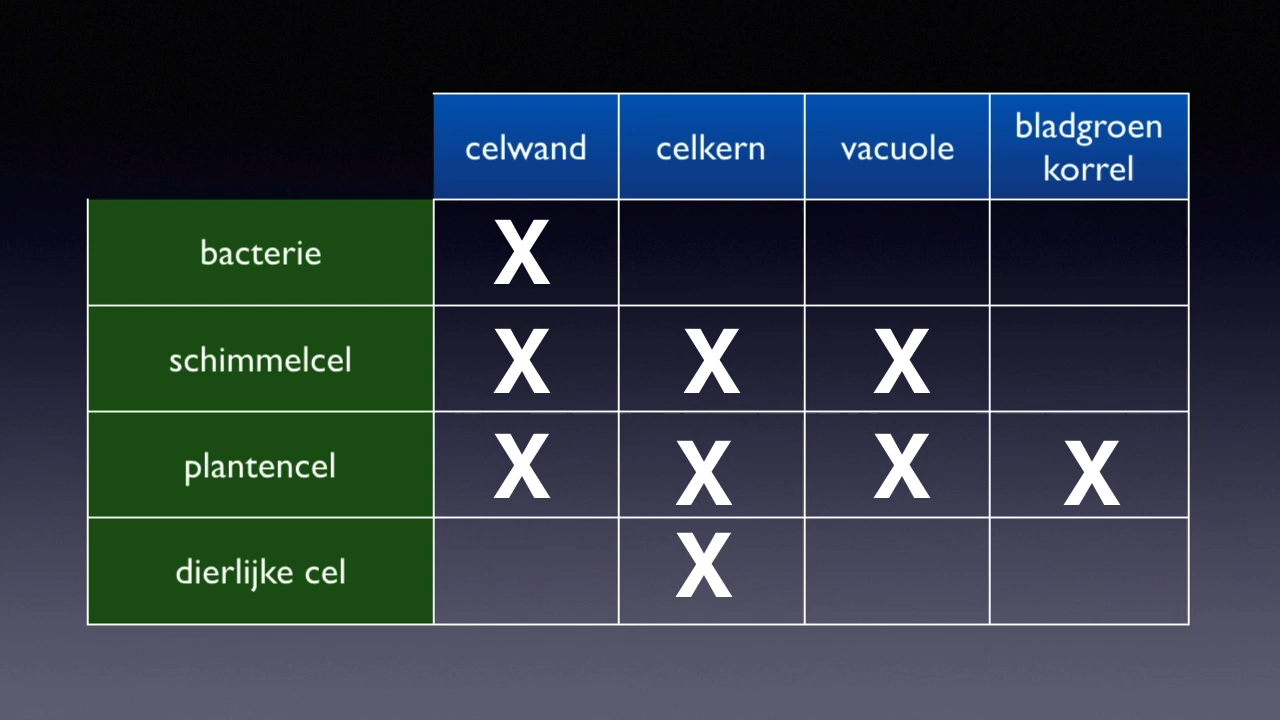 celwand celkern vacuole bladgroen
korrel
bacterie X
schimmelcel X X X
plantencel X X X X
dierlijke cel X